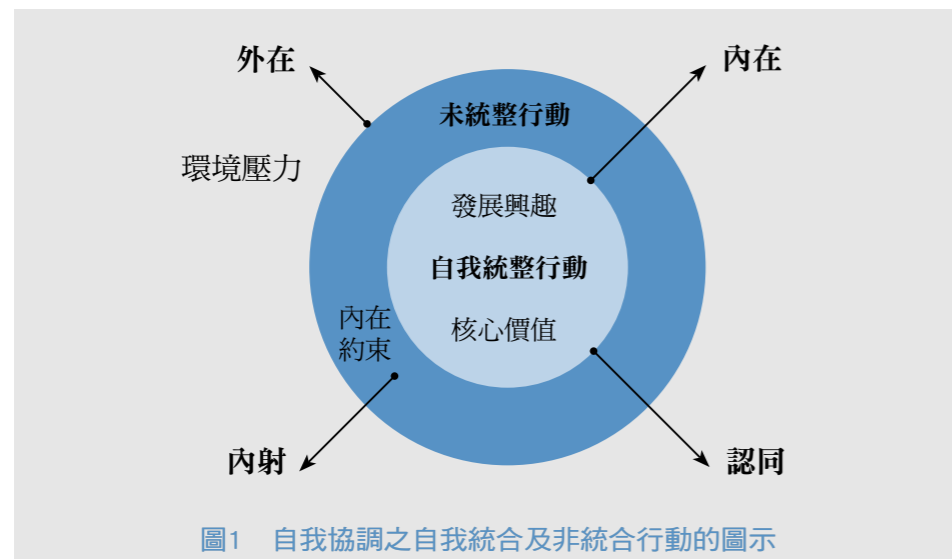 外在
內在
未統整行動
環境壓力
發展興趣
自我統整行動
內在
約束
核心價值
內射
認同
圖1 自我協調之自我統合及非統合行動的圖示